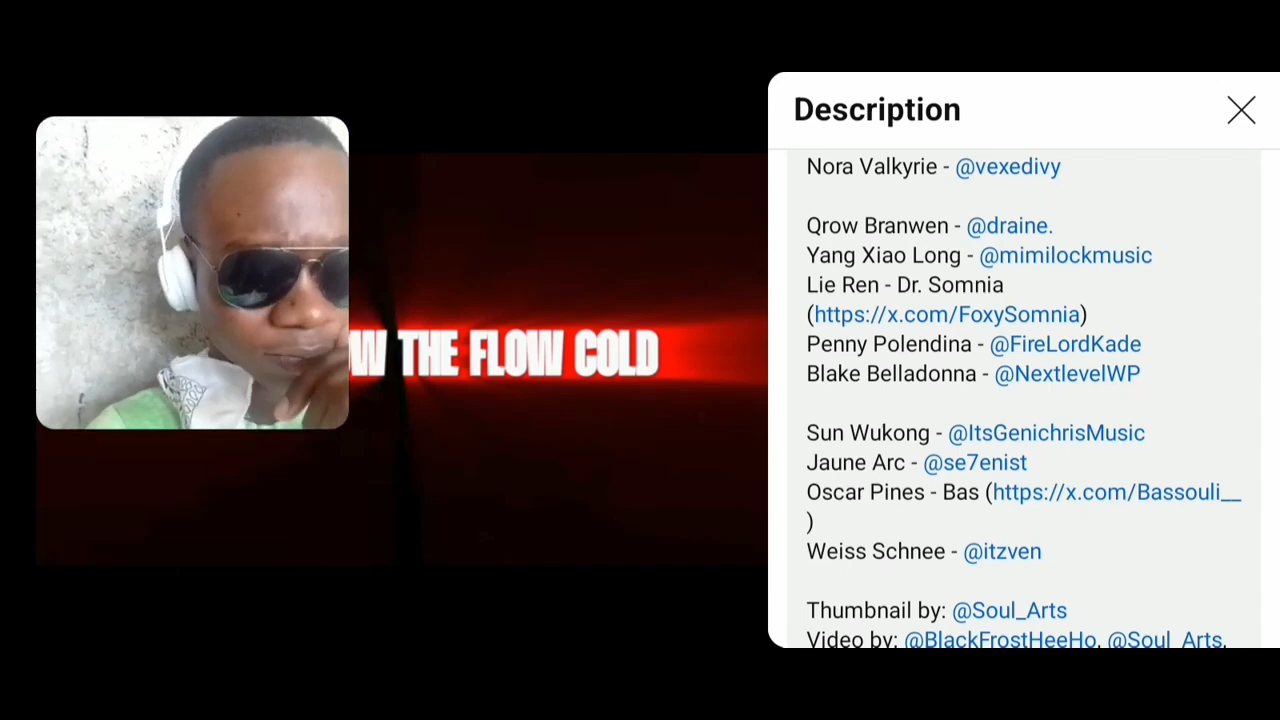 Description
Nora Valkyrie - @vexedivy
Qrow Branwen - @draine.
Yang Xiao Long - @mimilockmusic
Lie Ren - Dr. Somnia
(https://x.com/FoxySomnia)
Penny Polendina - @FireLordKade
Blake Belladonna - @NextlevelWP
Sun Wukong - @ItsGenichrisMusic
Jaune Arc - @se7enist
Oscar Pines - Bas (https://x.com/Bassouli__
)
Weiss Schnee - @itzven
Thumbnail by: @Soul_Arts
Video by: @BlackFrostHeeHo, @Soul_Arts,
W THE FLOW COLD